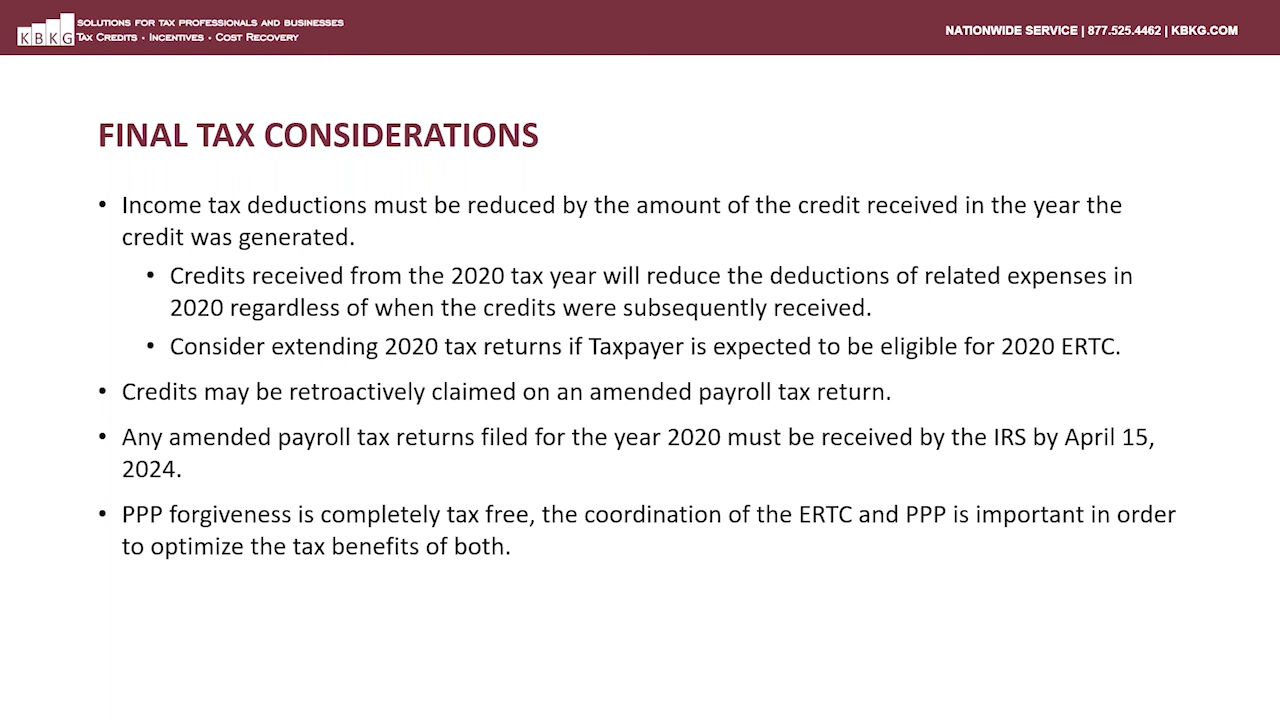 KBKG
SOLUTIONS FOR TAX PROFESSIONALS AND BUSINESSES
TAX CREDITS • INCENTIVES • COST RECOVERY
NATIONWIDE SERVICE | 877.525.4462 | KBKG.COM
FINAL TAX CONSIDERATIONS
• Income tax deductions must be reduced by the amount of the credit received in the year the
credit was generated.
• Credits received from the 2020 tax year will reduce the deductions of related expenses in
2020 regardless of when the credits were subsequently received.
• Consider extending 2020 tax returns if Taxpayer is expected to be eligible for 2020 ERTC.
• Credits may be retroactively claimed on an amended payroll tax return.
• Any amended payroll tax returns filed for the year 2020 must be received by the IRS by April 15,
2024.
• PPP forgiveness is completely tax free, the coordination of the ERTC and PPP is important in order
to optimize the tax benefits of both.